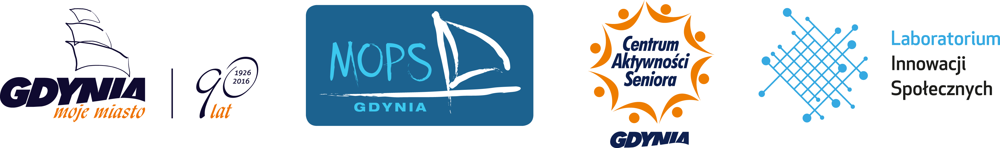 GDYNIA
moje miasto
90
1926
2016
lat
MOPS
GDYNIA
Centrum
Aktywności
Seniora
GDYNIA
Laboratorium
Innowacji
Społecznych